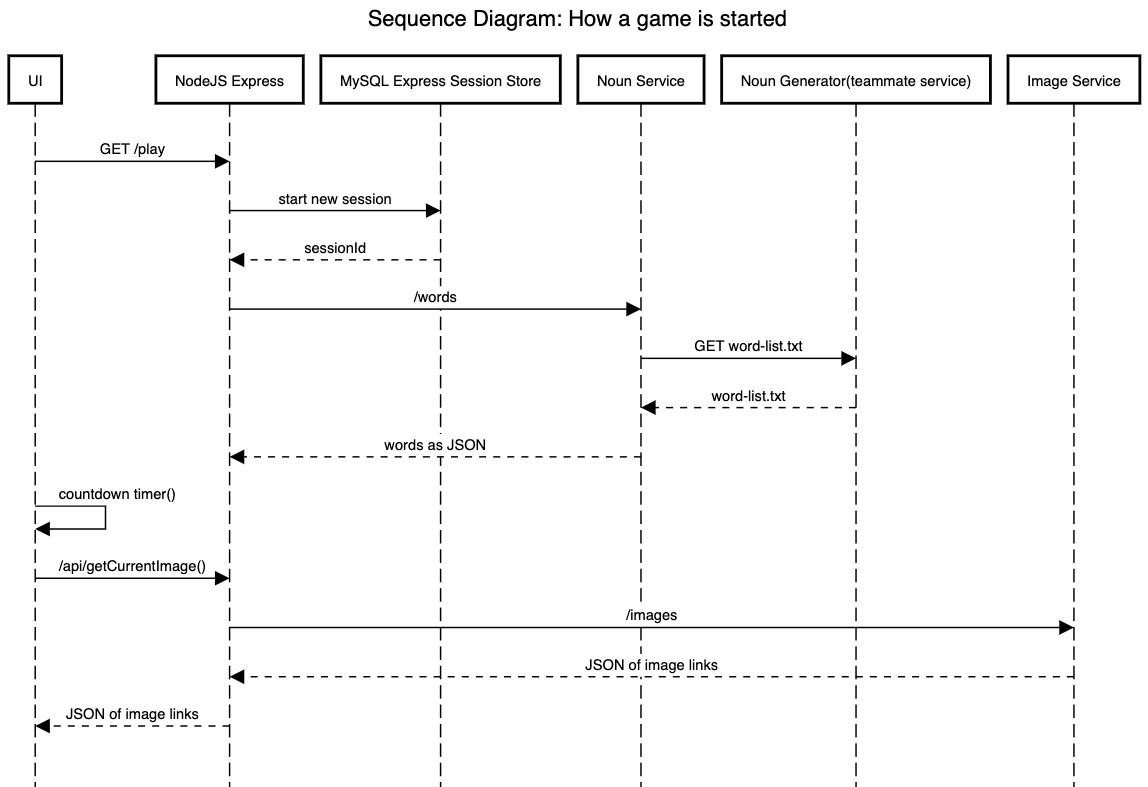 Sequence Diagram: How a game is started
UI
NodeJS Express
MySQL Express Session Store
Noun Service
Noun Generator(teammate service)
Image Service
GET /play
start new session
sessionId
/words
GET word-list.txt
word-list.txt
words as JSON
countdown timer()
/api/getCurrentImage()
/images
JSON of image links
JSON of image links